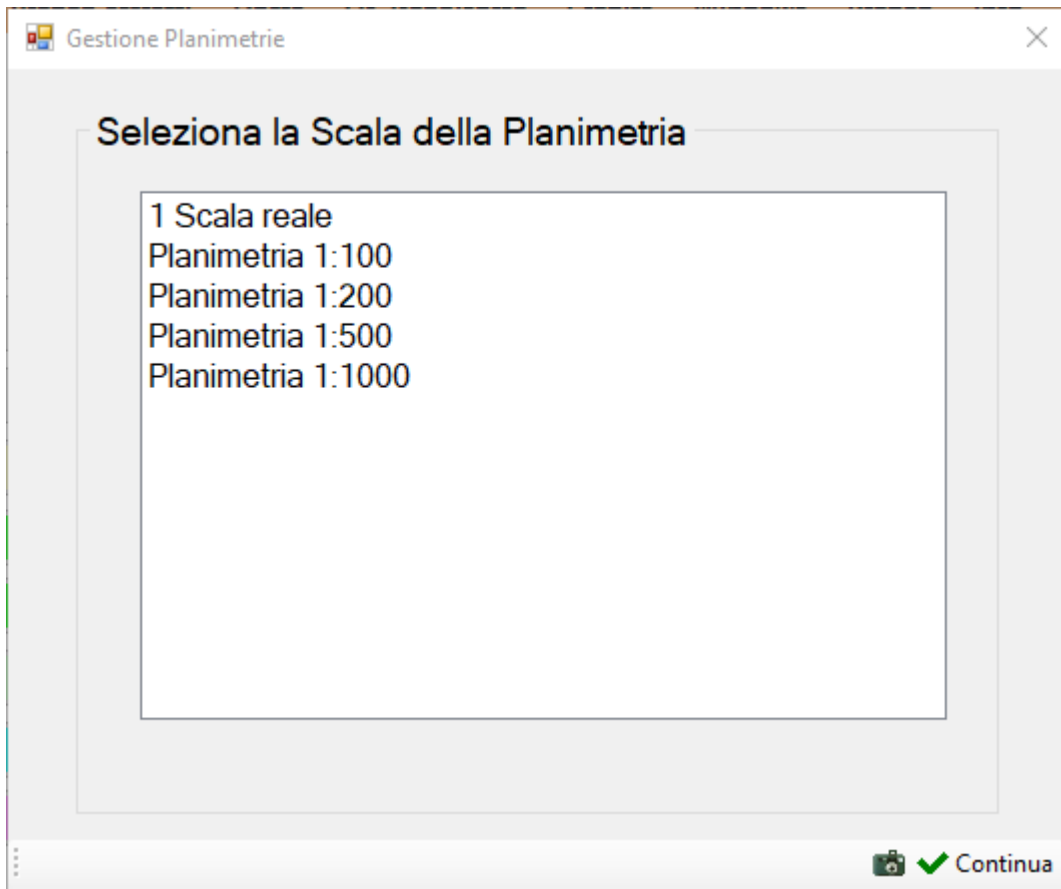 Gestione Planimetrie
Seleziona la Scala della Planimetria
1 Scala reale
Planimetria 1:100
Planimetria 1:200
Planimetria 1:500
Planimetria 1:1000
Continua